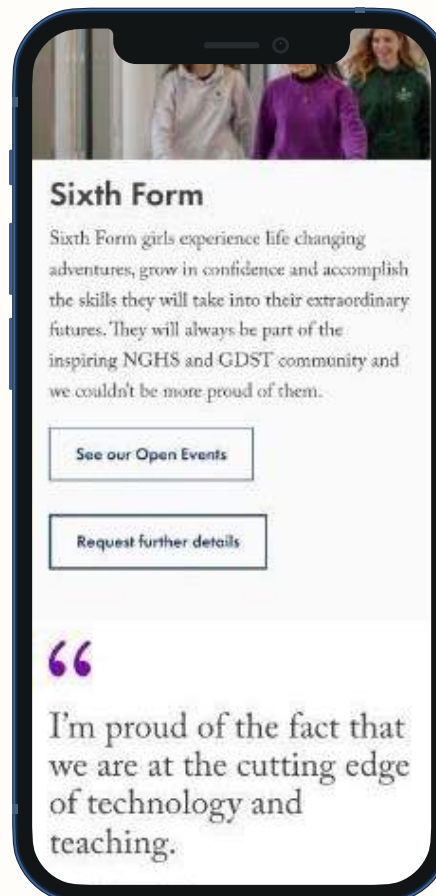 Sixth Form
Sixth Form girls experience life changing
adventures, grow in confidence and accomplish
the skills they will take into their extraordinary
futures. They will always be part of the
inspiring NGHS and GDST community and
we couldn't be more proud of them.
See our Open Events
Request further details
“
I'm proud of the fact that
we are at the cutting edge
of technology and
teaching.